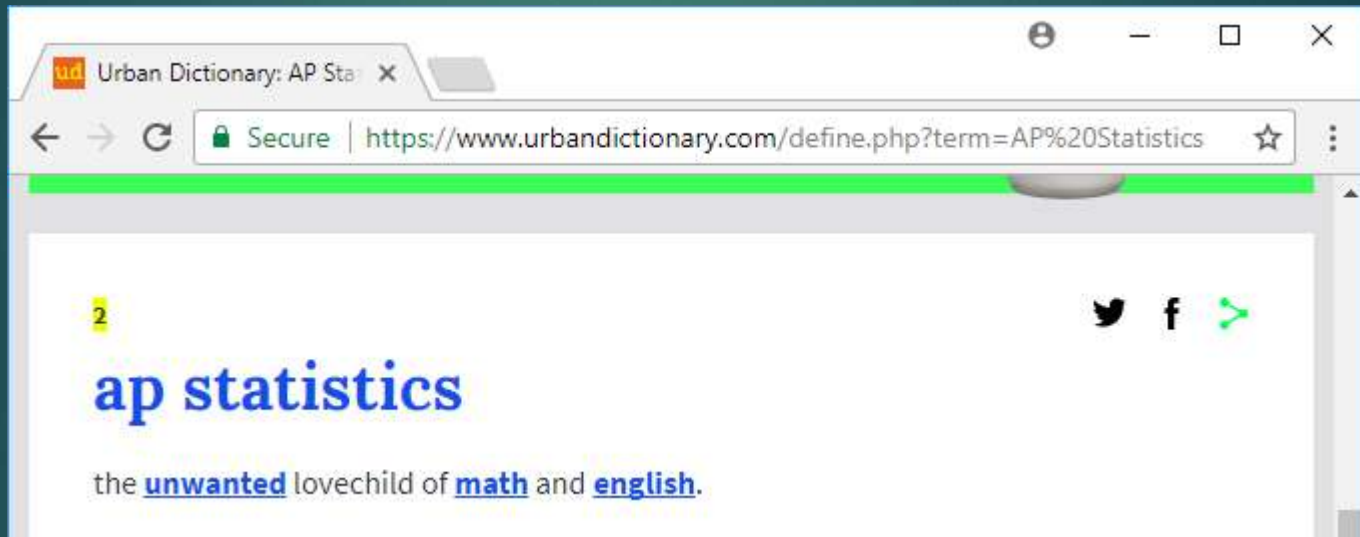 ud Urban Dictionary: AP Sta
Secure https://www.urbandictionary.com/define.php?term=AP%20Statistics
2
ap statistics
the unwanted lovechild of math and english.